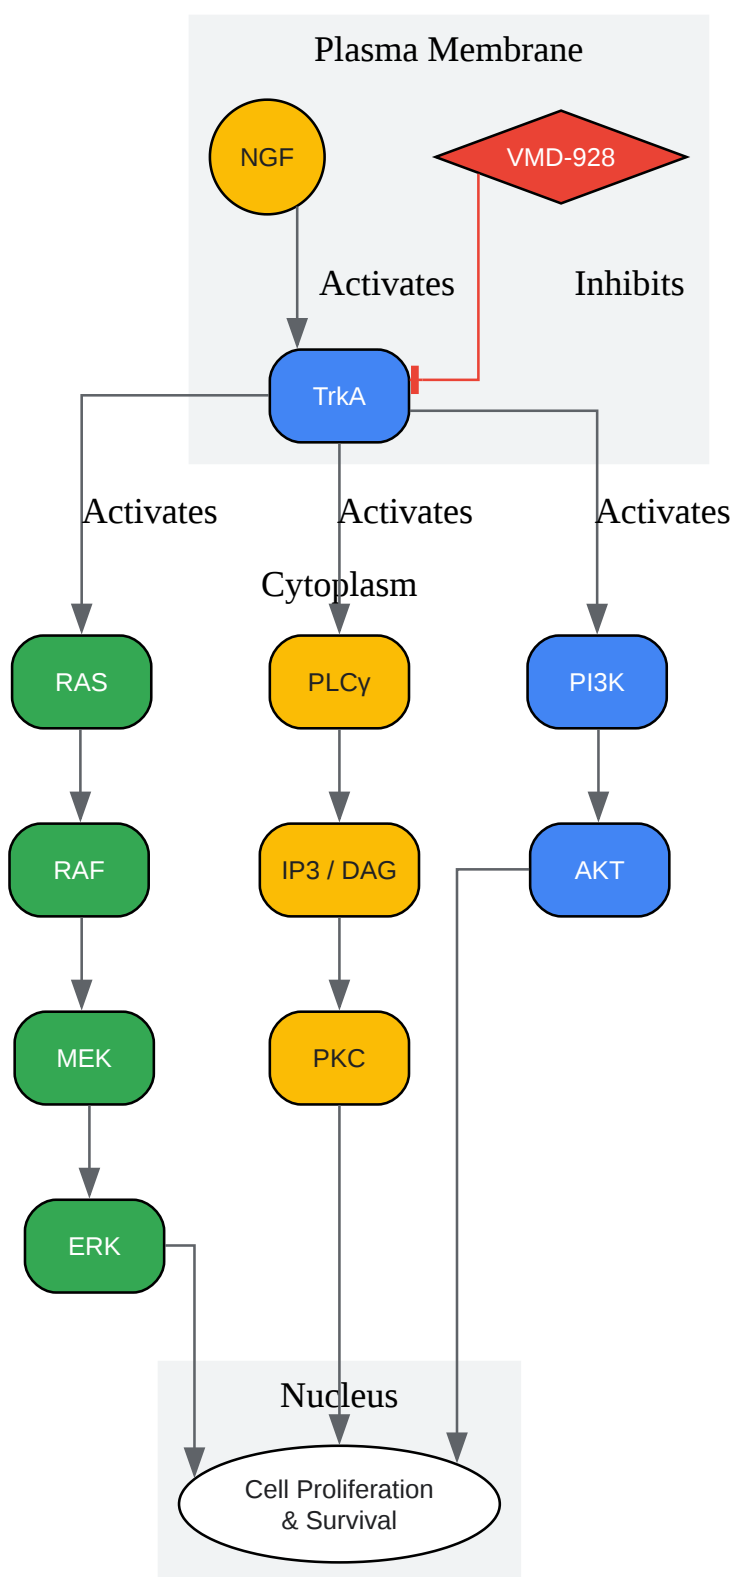 Plasma Membrane
NGF
VMD-928
Activates
Inhibits
TrkA
Activates
Activates
Activates
Cytoplasm
RAS
PLCγ
PI3K
RAF
IP3 / DAG
AKT
MEK
PKC
ERK
Nucleus
Cell Proliferation
& Survival